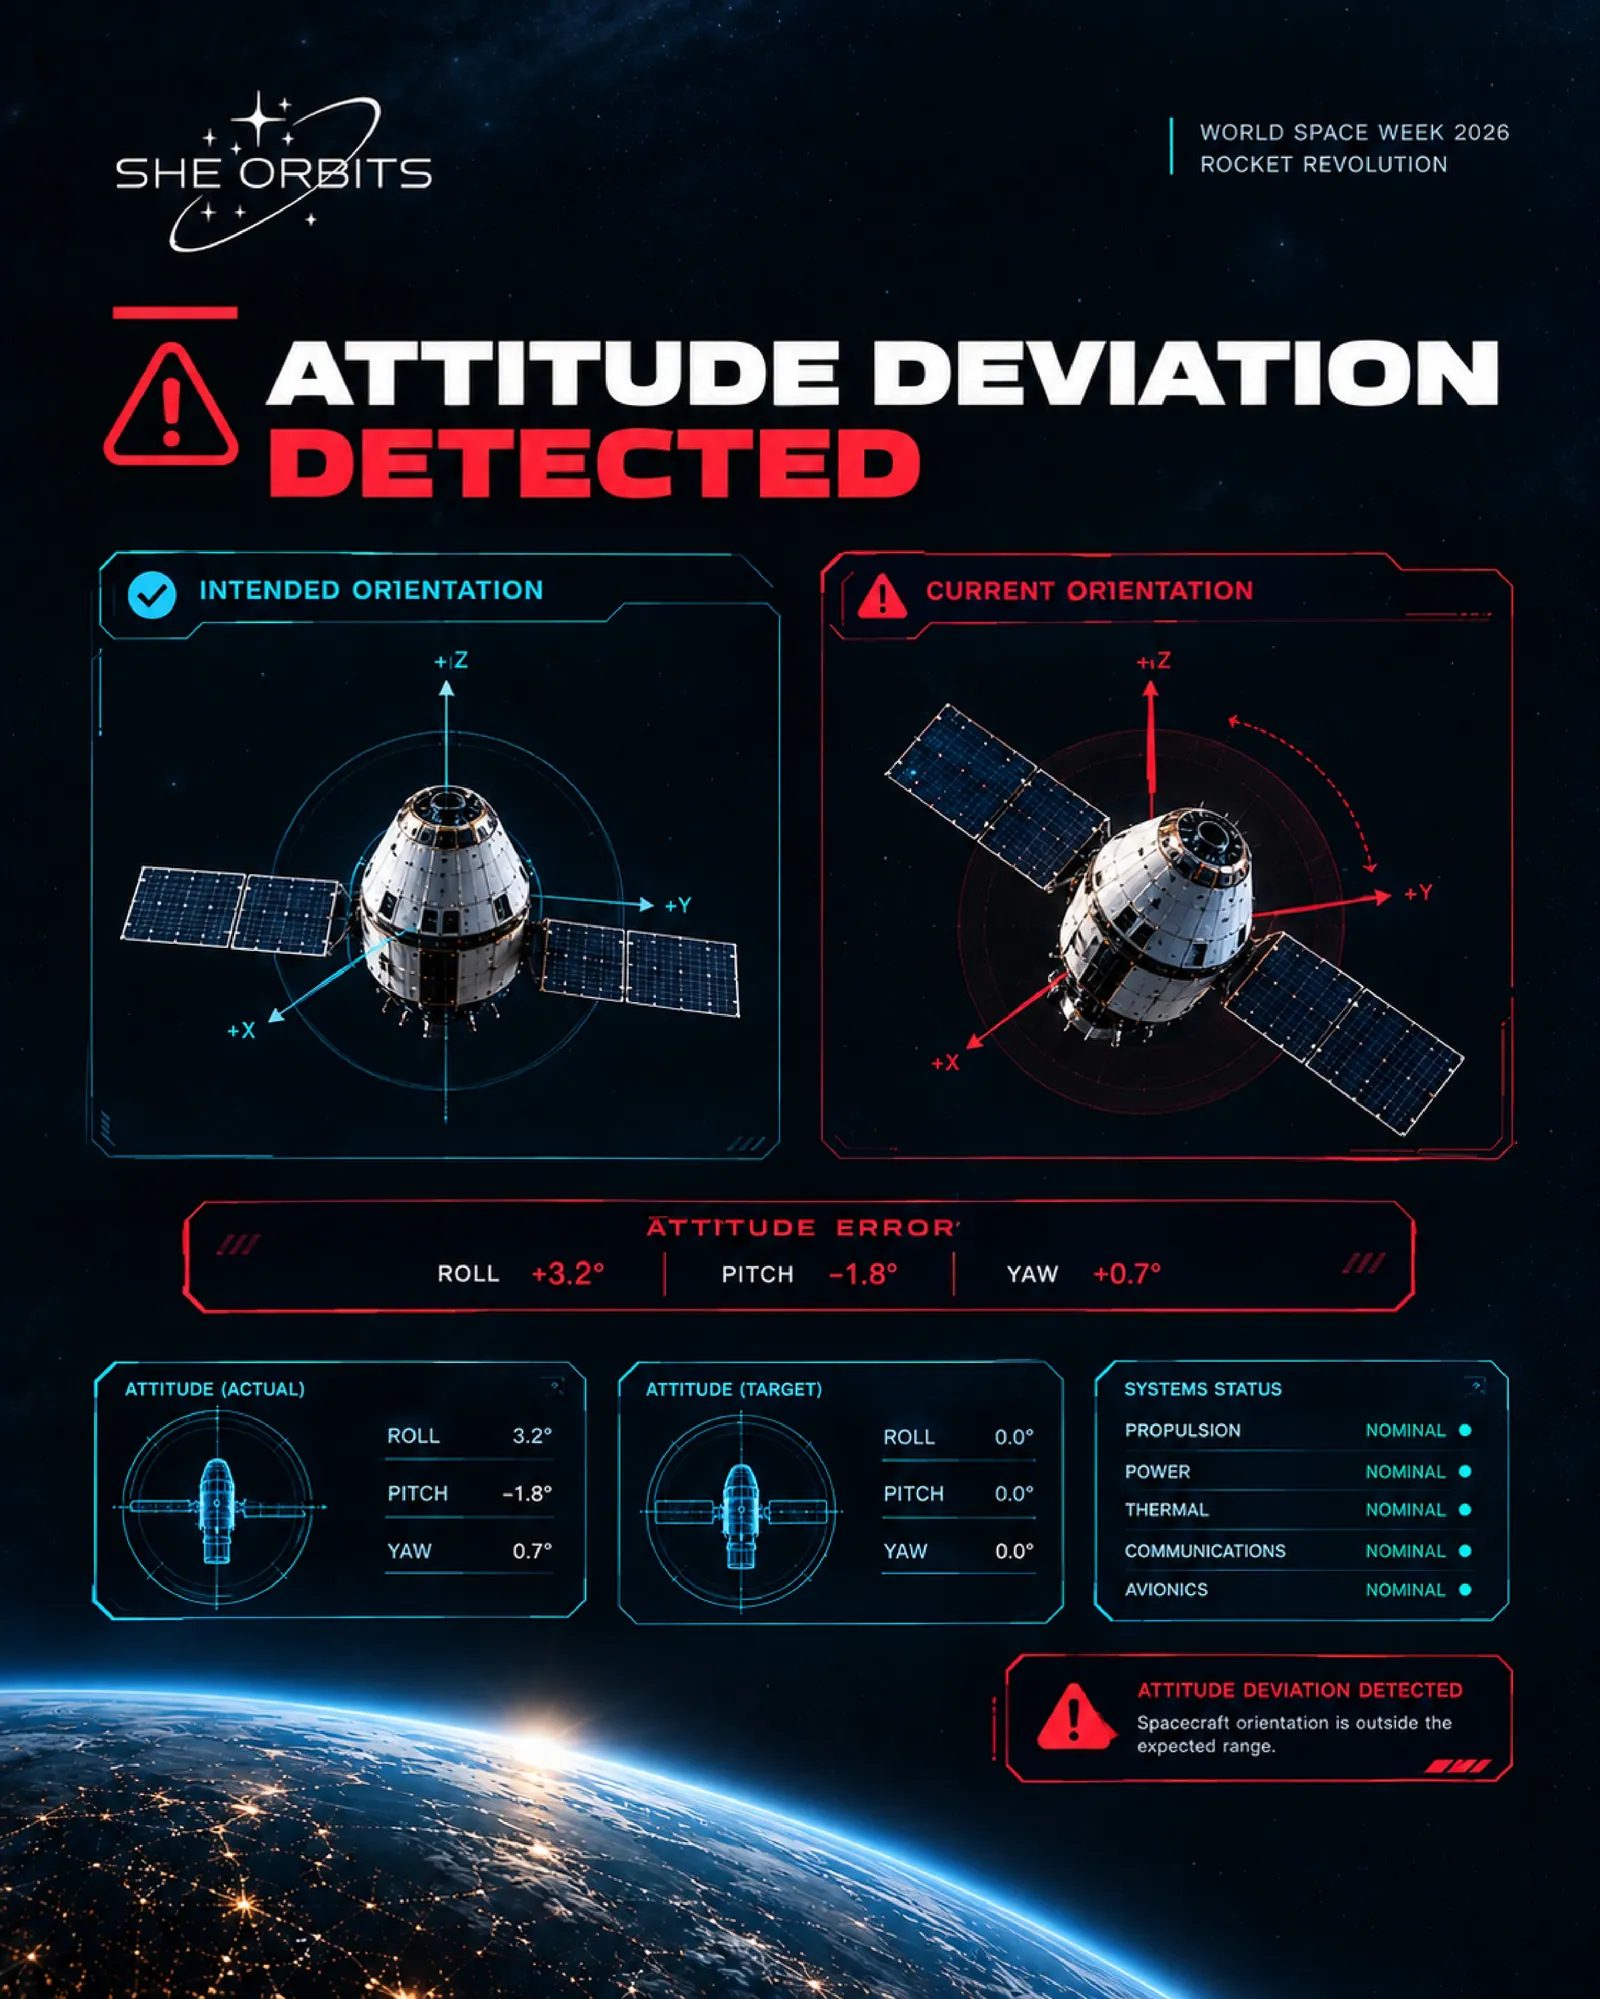 SHE ORBITS
WORLD SPACE WEEK 2026
ROCKET REVOLUTION
ATTITUDE DEVIATION
DETECTED
INTENDED ORIENTATION
+Z
+Y
+X
CURRENT ORIENTATION
+Z
+Y
+X
ATTITUDE ERROR
ROLL +3.2° PITCH −1.8° YAW +0.7°
ATTITUDE (ACTUAL)
ROLL 3.2°
PITCH −1.8°
YAW 0.7°
ATTITUDE (TARGET)
ROLL 0.0°
PITCH 0.0°
YAW 0.0°
SYSTEMS STATUS
PROPULSION NOMINAL
POWER NOMINAL
THERMAL NOMINAL
COMMUNICATIONS NOMINAL
AVIONICS NOMINAL
ATTITUDE DEVIATION DETECTED
Spacecraft orientation is outside the
expected range.